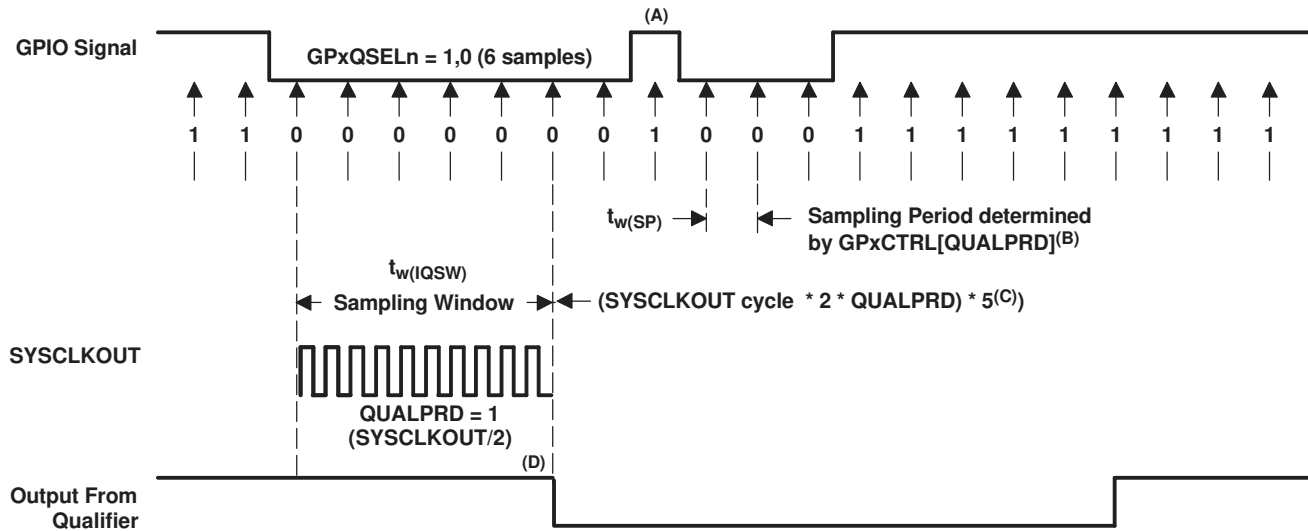 (A)
GPIO Signal
GPxQSELn = 1,0 (6 samples)
1 1 0 0 0 0 0 0 0 1 0 0 0 1 1 1 1 1 1 1 1 1
tw(SP)
Sampling Period determined
by GPxCTRL[QUALPRD](B)
tw(IQSW)
Sampling Window
(SYSCLKOUT cycle * 2 * QUALPRD) * 5(C))
SYSCLKOUT
QUALPRD = 1
(SYSCLKOUT/2)
(D)
Output From
Qualifier